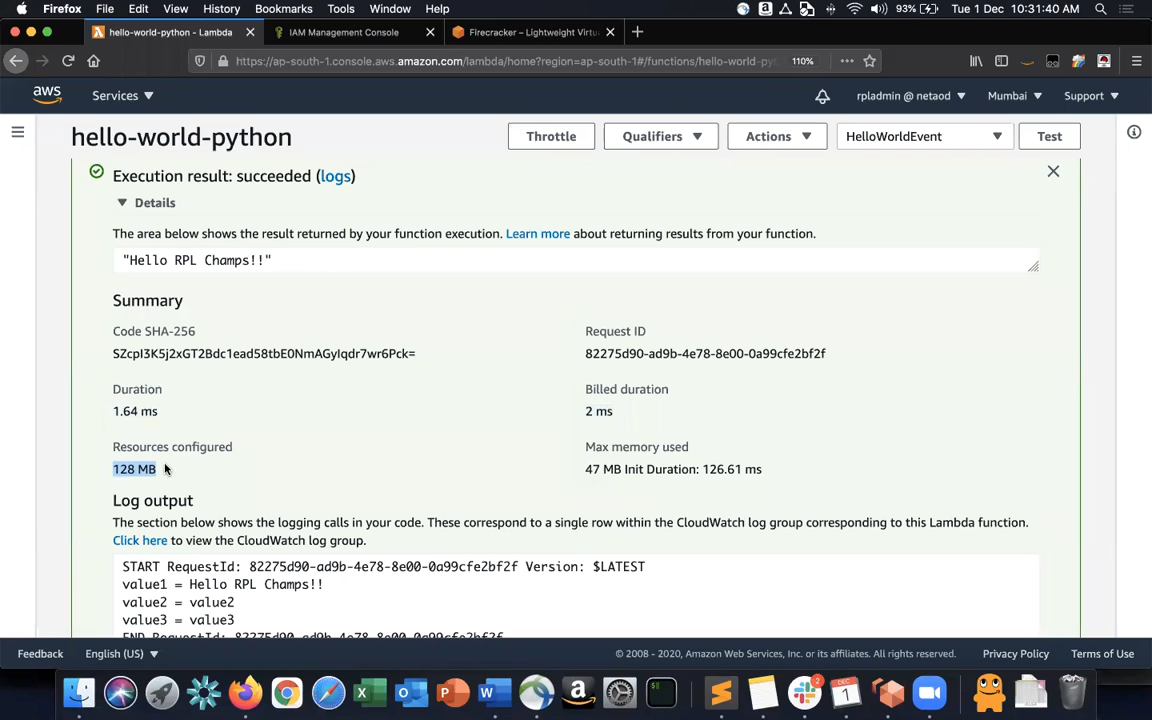 Firefox File Edit View History Bookmarks Tools Window Help 93% Tue 1 Dec 10:31:40 AM
hello-world-python - Lambda IAM Management Console Firecracker – Lightweight Virtu
https://ap-south-1.console.aws.amazon.com/lambda/home?region=ap-south-1#/functions/hello-world-pyt 110%
aws Services rpladmin @ netaod Mumbai Support
hello-world-python Throttle Qualifiers Actions HelloWorldEvent Test
Execution result: succeeded (logs)
Details
The area below shows the result returned by your function execution. Learn more about returning results from your function.
"Hello RPL Champs!!"
Summary
Code SHA-256 Request ID
SZcpI3K5j2xGT2Bdc1ead58tbE0NmAGyIqdr7wr6Pck= 82275d90-ad9b-4e78-8e00-0a99cfe2bf2f
Duration Billed duration
1.64 ms 2 ms
Resources configured Max memory used
128 MB 47 MB Init Duration: 126.61 ms
Log output
The section below shows the logging calls in your code. These correspond to a single row within the CloudWatch log group corresponding to this Lambda function.
Click here to view the CloudWatch log group.
START RequestId: 82275d90-ad9b-4e78-8e00-0a99cfe2bf2f Version: $LATEST
value1 = Hello RPL Champs!!
value2 = value2
value3 = value3
END RequestId: 82275d90-ad9b-4e78-8e00-0a99cfe2bf2f
Feedback English (US) © 2008 - 2020, Amazon Web Services, Inc. or its affiliates. All rights reserved. Privacy Policy Terms of Use